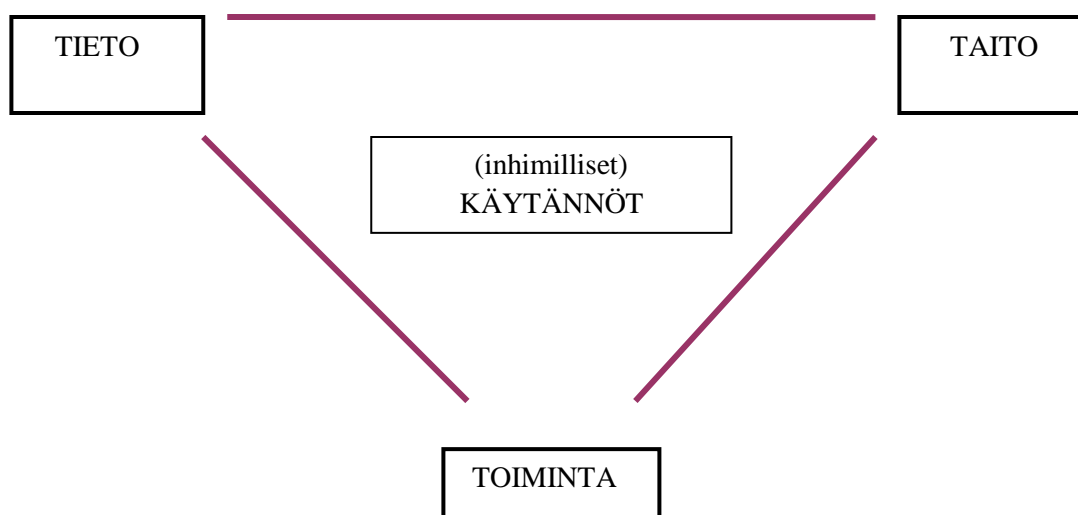 TIETO
TAITO
(inhimilliset)
KÄYTÄNNÖT
TOIMINTA